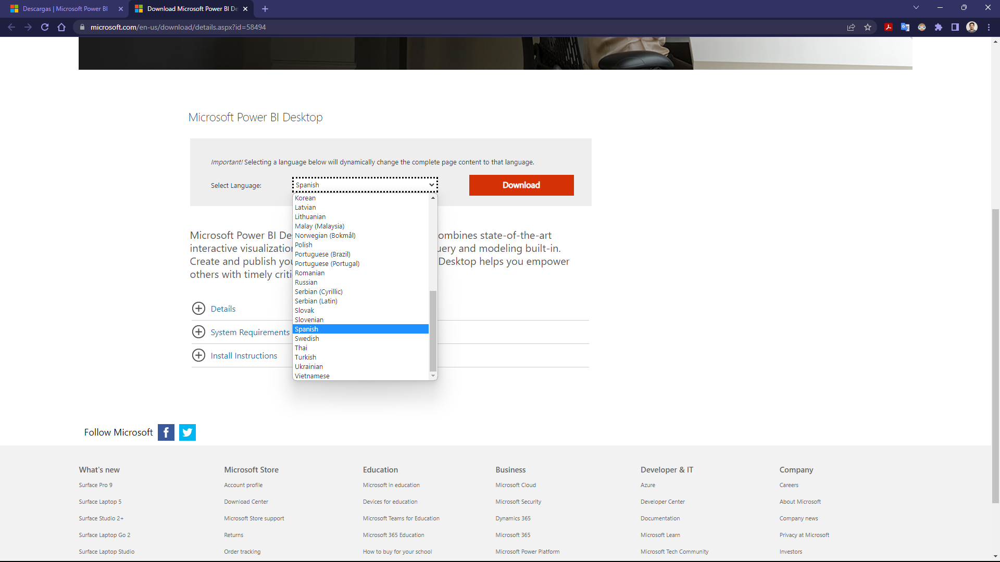 Descargas | Microsoft Power BI
Download Microsoft Power BI De
microsoft.com/en-us/download/details.aspx?id=58494
Microsoft Power BI Desktop
Important! Selecting a language below will dynamically change the complete page content to that language.
Select Language:
Spanish
Download
Korean
Latvian
Lithuanian
Malay (Malaysia)
Norwegian (Bokmål)
Polish
Portuguese (Brazil)
Portuguese (Portugal)
Romanian
Russian
Serbian (Cyrillic)
Serbian (Latin)
Slovak
Slovenian
Spanish
Swedish
Thai
Turkish
Ukrainian
Vietnamese
Microsoft Power BI De ombines state-of-the-art
interactive visualization uery and modeling built-in.
Create and publish you Desktop helps you empower
others with timely criti
Details
System Requirements
Install Instructions
Follow Microsoft
What's new
Surface Pro 9
Surface Laptop 5
Surface Studio 2+
Surface Laptop Go 2
Surface Laptop Studio
Microsoft Store
Account profile
Download Center
Microsoft Store support
Returns
Order tracking
Education
Microsoft in education
Devices for education
Microsoft Teams for Education
Microsoft 365 Education
How to buy for your school
Business
Microsoft Cloud
Microsoft Security
Dynamics 365
Microsoft 365
Microsoft Power Platform
Developer & IT
Azure
Developer Center
Documentation
Microsoft Learn
Microsoft Tech Community
Company
Careers
About Microsoft
Company news
Privacy at Microsoft
Investors